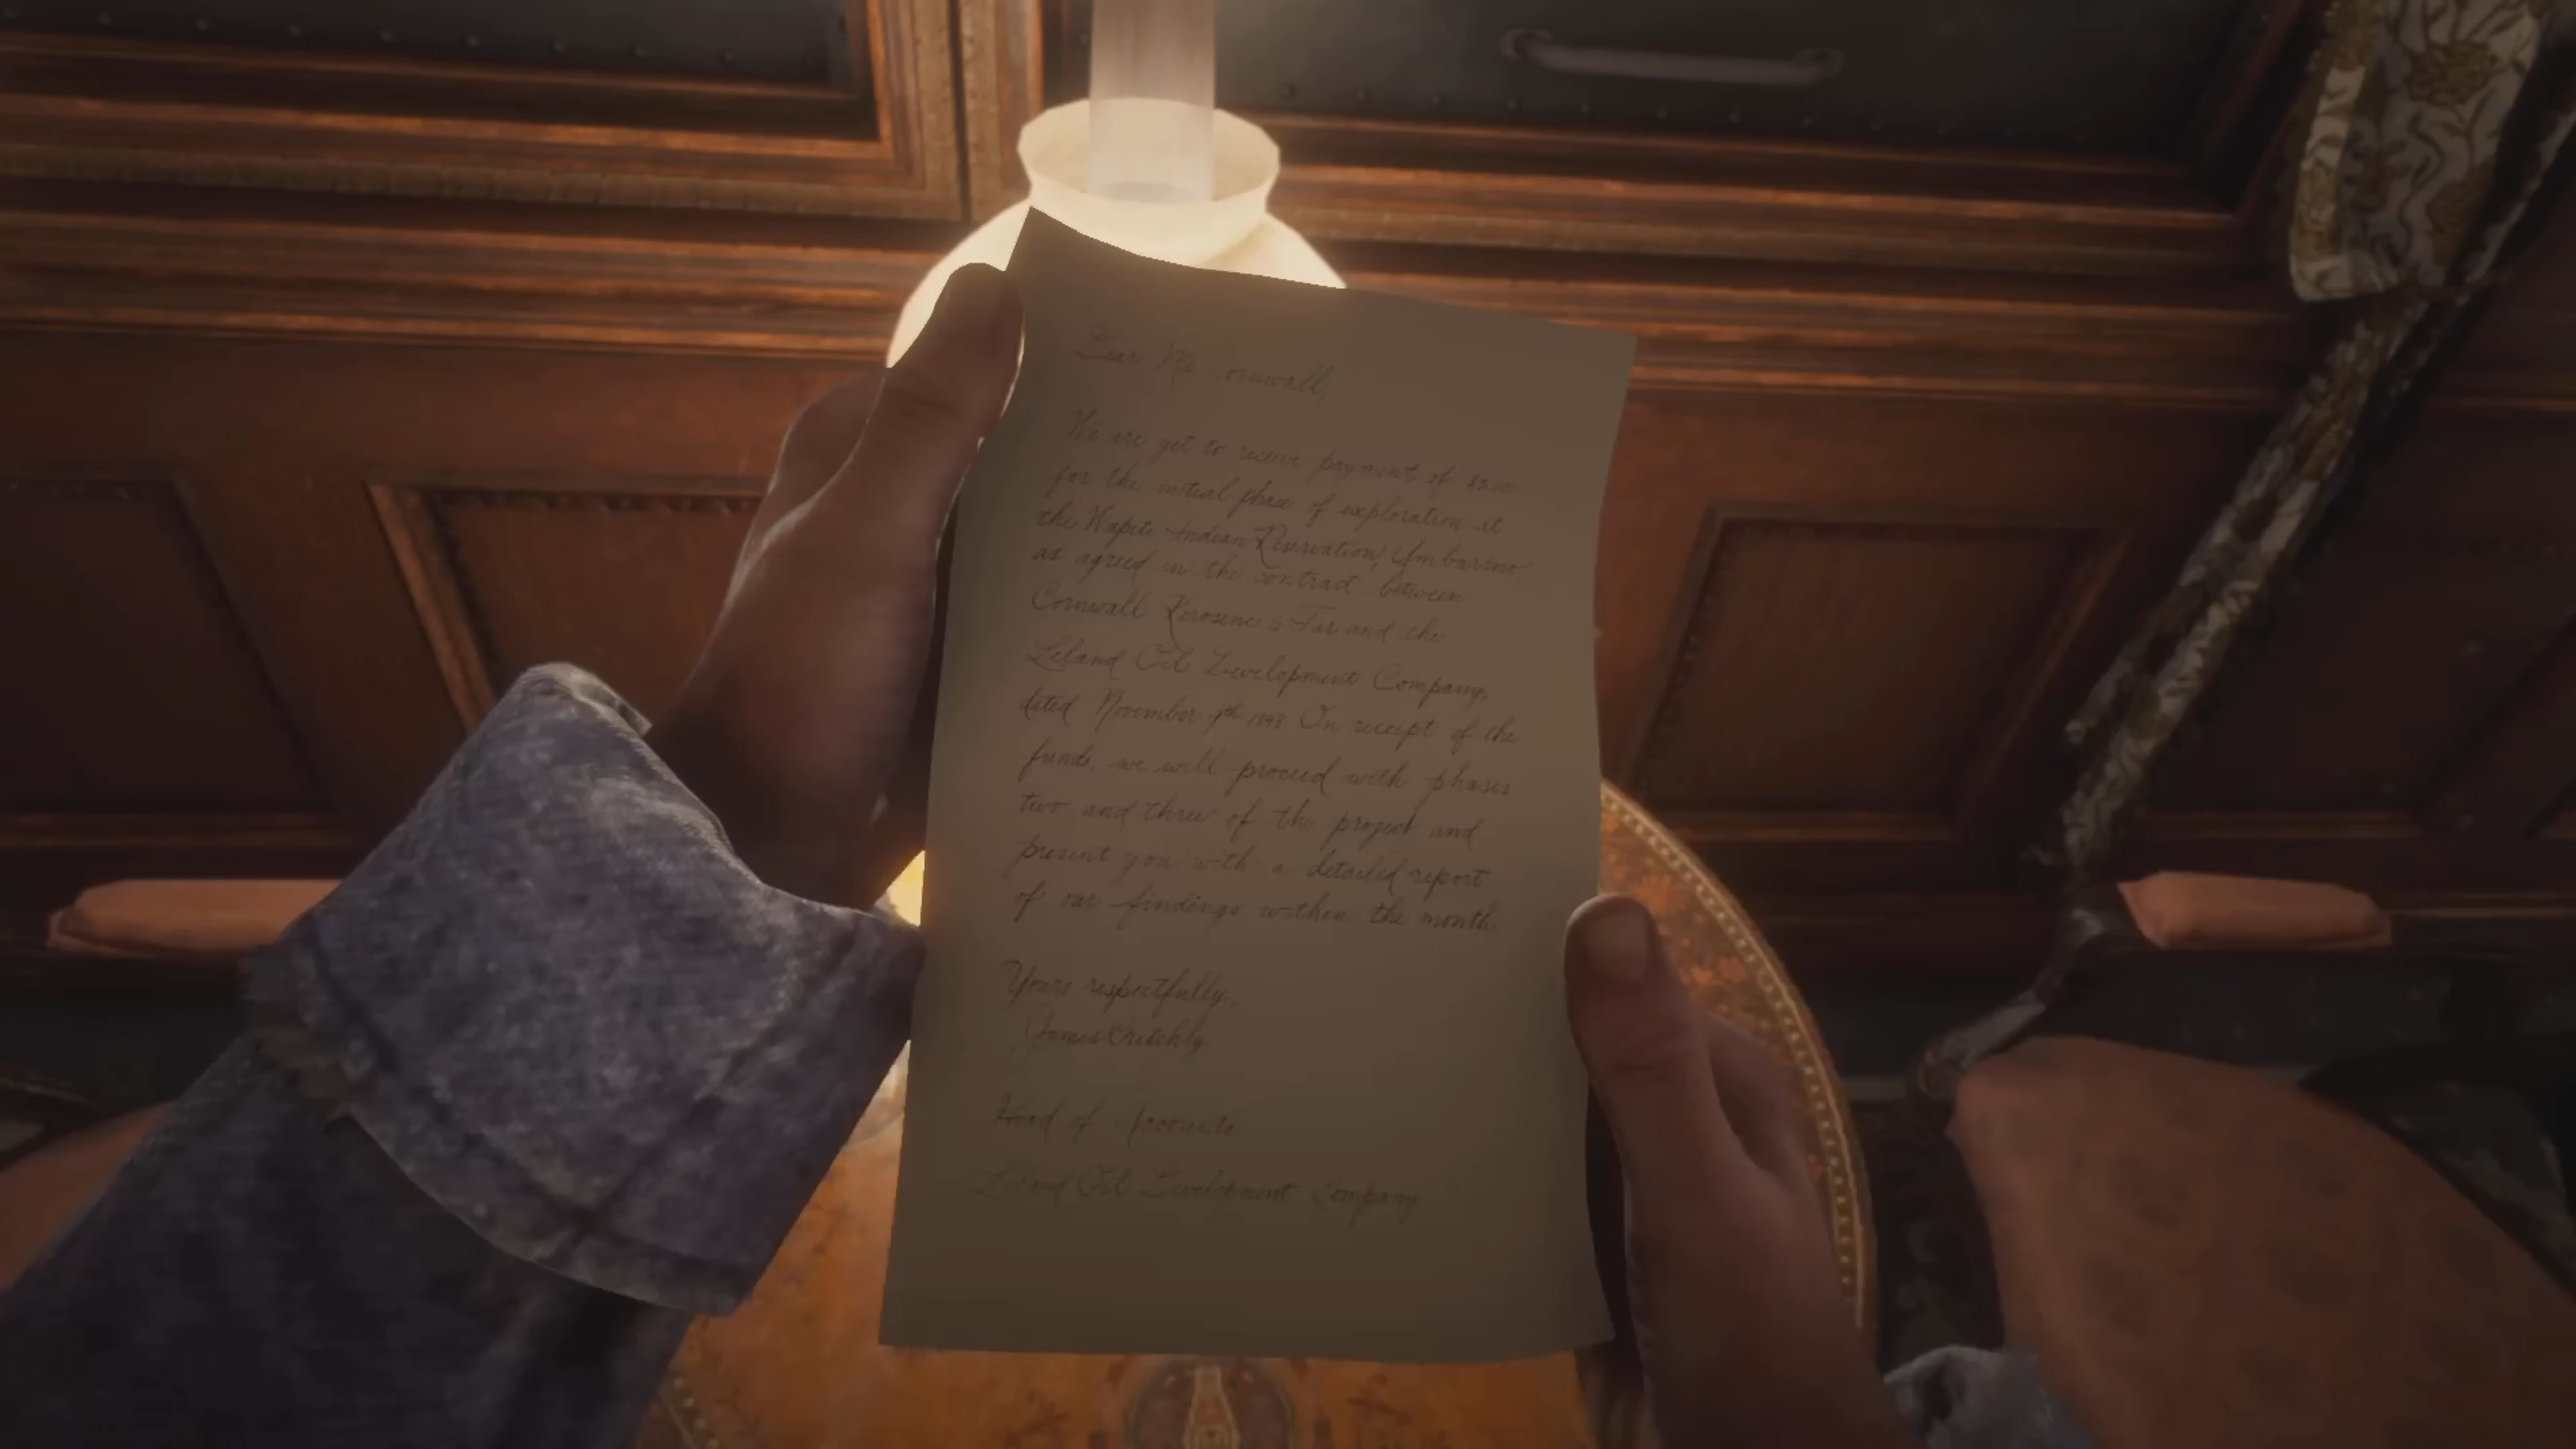 Dear Mr Cornwall,
We are yet to receive payment of
for the initial phase of exploration at
the Wapiti Indian Reservation, Ambarino
as agreed in the contract between
Cornwall Kerosene & Tar and the
Leland Oil Development Company,
dated November On receipt of the
funds, we will proceed with phases
two and three of the project and
present you with a detailed report
of our findings within the month.
Yours respectfully,
James Critchly
Head of Accounts
Leland Oil Development Company